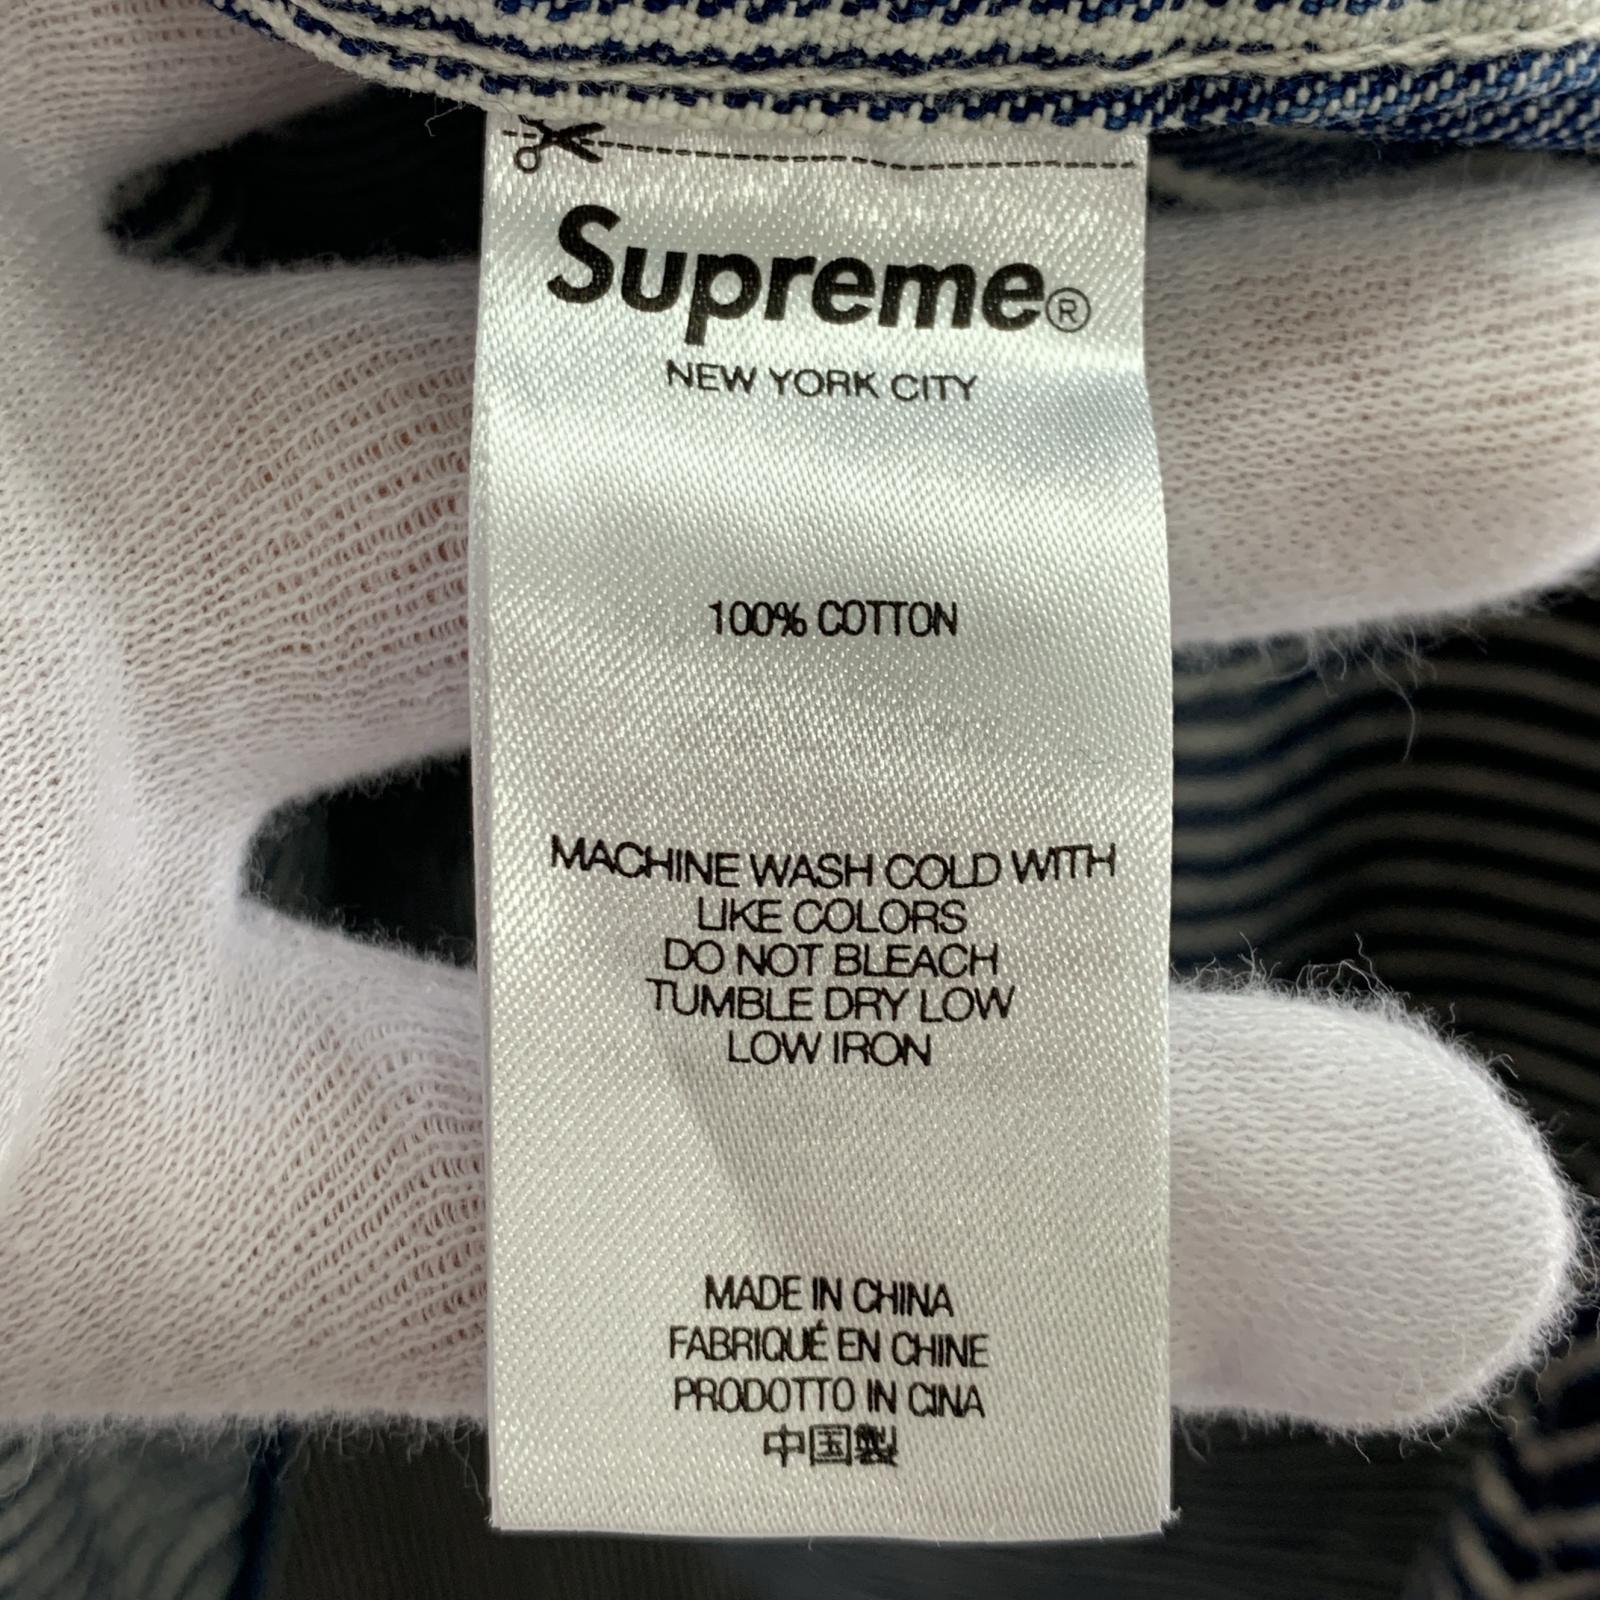 Supreme®
NEW YORK CITY
100% COTTON
MACHINE WASH COLD WITH
LIKE COLORS
DO NOT BLEACH
TUMBLE DRY LOW
LOW IRON
MADE IN CHINA
FABRIQUÉ EN CHINE
PRODOTTO IN CINA
中国製